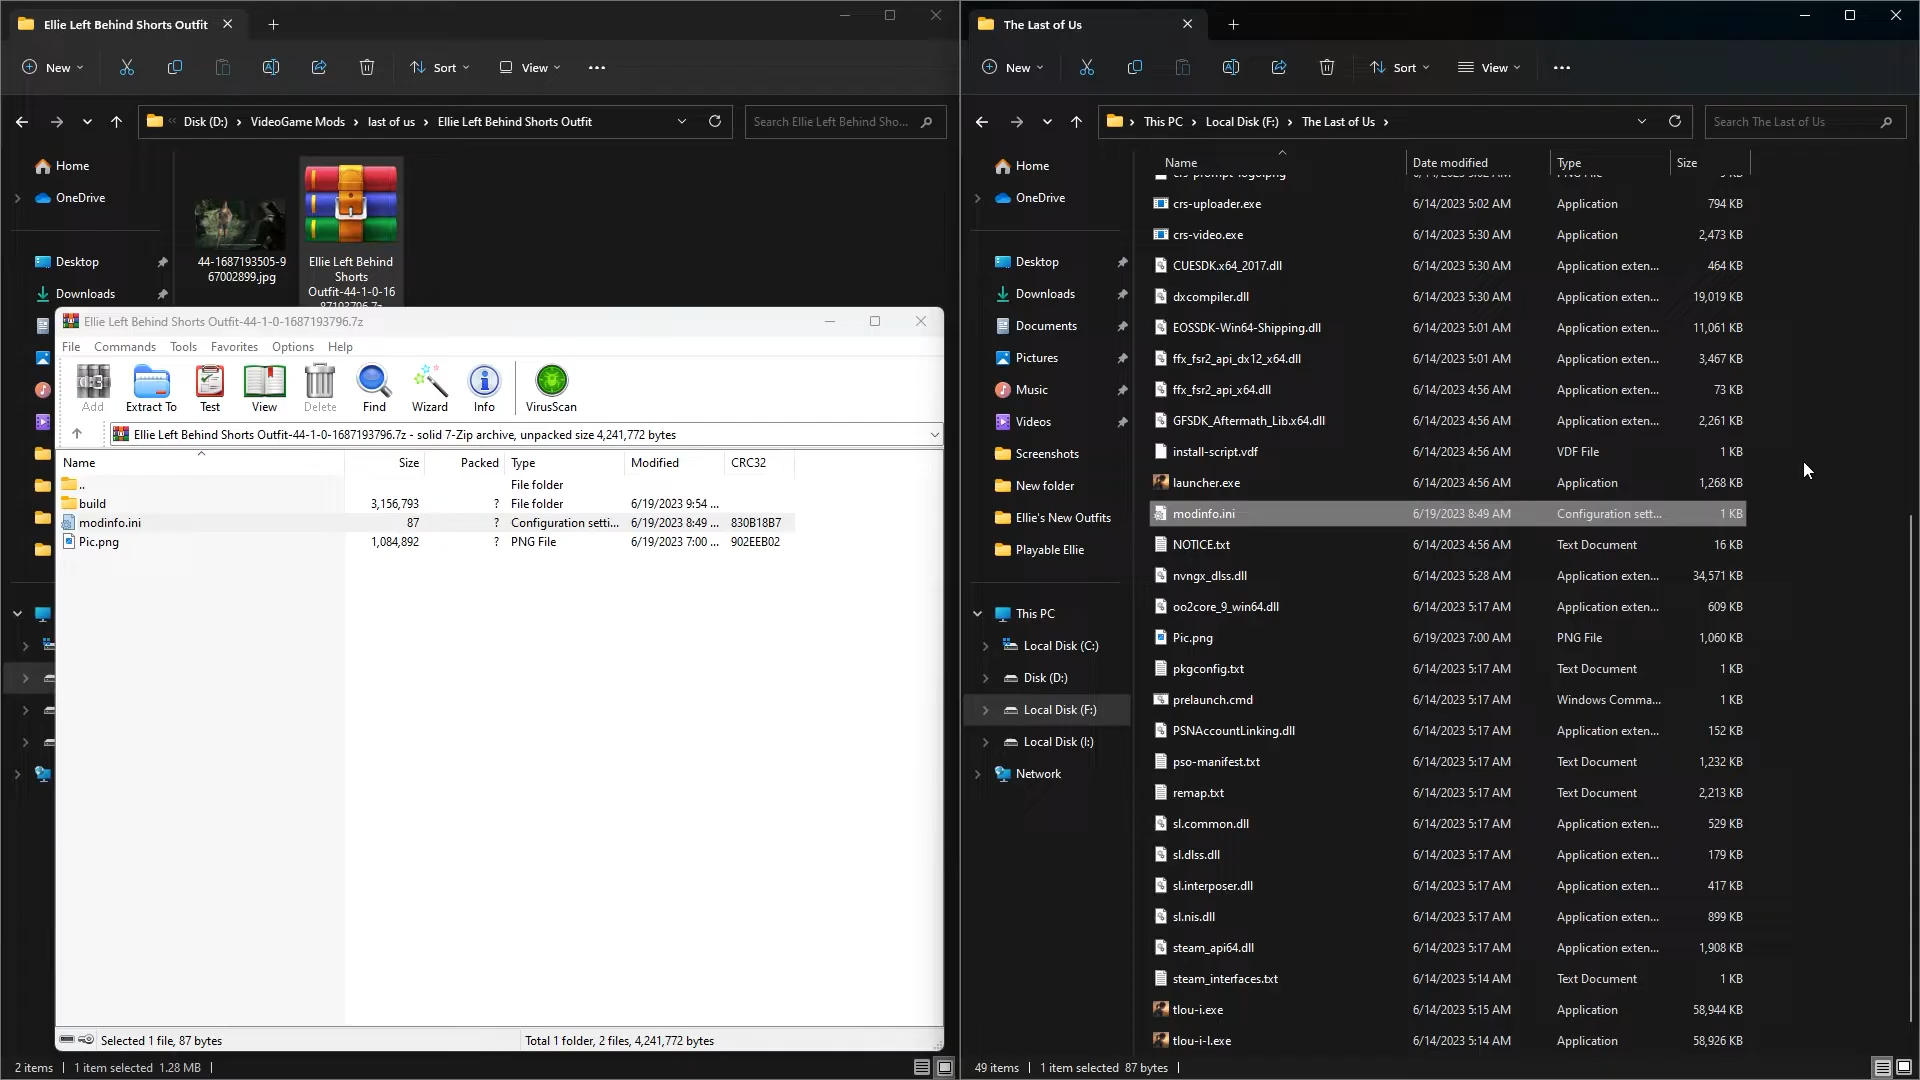 Ellie Left Behind Shorts Outfit
New
Sort
View
Disk (D:) › VideoGame Mods › last of us › Ellie Left Behind Shorts Outfit
Search Ellie Left Behind Sho...
Home
OneDrive
Desktop
Downloads
44-1687193505-9
67002899.jpg
Ellie Left Behind
Shorts
Outfit-44-1-0-16
87193796.7z
Ellie Left Behind Shorts Outfit-44-1-0-1687193796.7z
File Commands Tools Favorites Options Help
Add Extract To Test View Delete Find Wizard Info VirusScan
Ellie Left Behind Shorts Outfit-44-1-0-1687193796.7z - solid 7-Zip archive, unpacked size 4,241,772 bytes
Name Size Packed Type Modified CRC32
.. File folder
build 3,156,793 ? File folder 6/19/2023 9:54 ...
modinfo.ini 87 ? Configuration setti... 6/19/2023 8:49 ... 830B18B7
Pic.png 1,084,892 ? PNG File 6/19/2023 7:00 ... 902EEB02
Selected 1 file, 87 bytes
Total 1 folder, 2 files, 4,241,772 bytes
2 items 1 item selected 1.28 MB
The Last of Us
New
Sort
View
This PC › Local Disk (F:) › The Last of Us ›
Search The Last of Us
Home
OneDrive
Desktop
Downloads
Documents
Pictures
Music
Videos
Screenshots
New folder
Ellie's New Outfits
Playable Ellie
This PC
Local Disk (C:)
Disk (D:)
Local Disk (F:)
Local Disk (I:)
Network
Name Date modified Type Size
crs-uploader.exe 6/14/2023 5:02 AM Application 794 KB
crs-video.exe 6/14/2023 5:30 AM Application 2,473 KB
CUESDK.x64_2017.dll 6/14/2023 5:30 AM Application exten... 464 KB
dxcompiler.dll 6/14/2023 5:30 AM Application exten... 19,019 KB
EOSSDK-Win64-Shipping.dll 6/14/2023 5:01 AM Application exten... 11,061 KB
ffx_fsr2_api_dx12_x64.dll 6/14/2023 5:01 AM Application exten... 3,467 KB
ffx_fsr2_api_x64.dll 6/14/2023 4:56 AM Application exten... 73 KB
GFSDK_Aftermath_Lib.x64.dll 6/14/2023 4:56 AM Application exten... 2,261 KB
install-script.vdf 6/14/2023 4:56 AM VDF File 1 KB
launcher.exe 6/14/2023 4:56 AM Application 1,268 KB
modinfo.ini 6/19/2023 8:49 AM Configuration sett... 1 KB
NOTICE.txt 6/14/2023 4:56 AM Text Document 16 KB
nvngx_dlss.dll 6/14/2023 5:28 AM Application exten... 34,571 KB
oo2core_9_win64.dll 6/14/2023 5:17 AM Application exten... 609 KB
Pic.png 6/19/2023 7:00 AM PNG File 1,060 KB
pkgconfig.txt 6/14/2023 5:17 AM Text Document 1 KB
prelaunch.cmd 6/14/2023 5:17 AM Windows Comma... 1 KB
PSNAccountLinking.dll 6/14/2023 5:17 AM Application exten... 152 KB
pso-manifest.txt 6/14/2023 5:17 AM Text Document 1,232 KB
remap.txt 6/14/2023 5:17 AM Text Document 2,213 KB
sl.common.dll 6/14/2023 5:17 AM Application exten... 529 KB
sl.dlss.dll 6/14/2023 5:17 AM Application exten... 179 KB
sl.interposer.dll 6/14/2023 5:17 AM Application exten... 417 KB
sl.nis.dll 6/14/2023 5:17 AM Application exten... 899 KB
steam_api64.dll 6/14/2023 5:17 AM Application exten... 1,908 KB
steam_interfaces.txt 6/14/2023 5:14 AM Text Document 1 KB
tlou-i.exe 6/14/2023 5:15 AM Application 58,944 KB
tlou-i-l.exe 6/14/2023 5:14 AM Application 58,926 KB
49 items 1 item selected 87 bytes